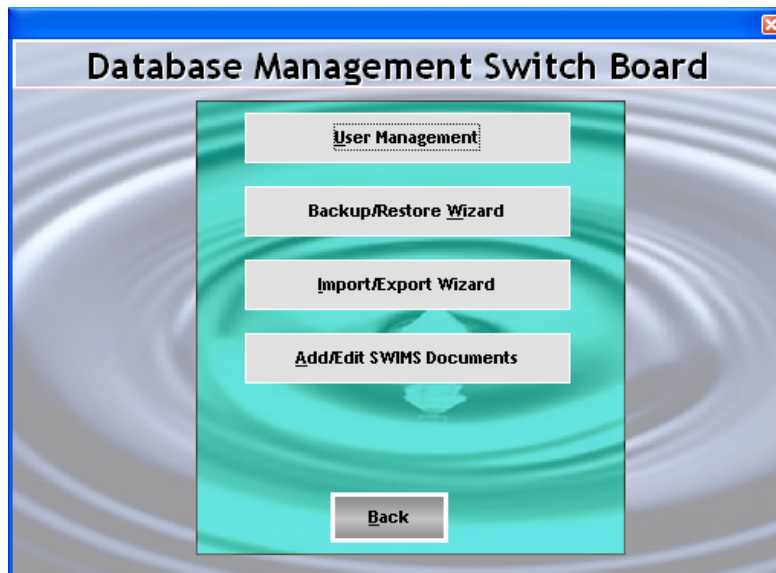 Database Management Switch Board
User Management
Backup/Restore Wizard
Import/Export Wizard
Add/Edit SWIMS Documents
Back